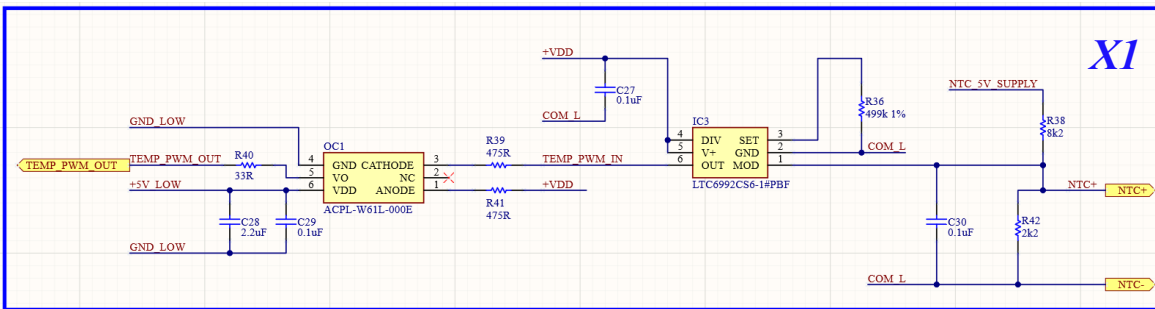 X1
+VDD
C27
0.1uF
COM_L
NTC_5V_SUPPLY
R36
499k 1%
R38
8k2
GND_LOW
OC1
R39
475R
IC3
4 DIV SET 3
5 V+ GND 2
6 OUT MOD 1
LTC6992CS6-1#PBF
COM_L
TEMP_PWM_OUT
TEMP_PWM_OUT
R40
33R
4 GND CATHODE 3
5 VO NC 2
6 VDD ANODE 1
ACPL-W61L-000E
TEMP_PWM_IN
+5V_LOW
R41
475R
+VDD
NTC+
NTC+
C28
2.2uF
C29
0.1uF
C30
0.1uF
R42
2k2
GND_LOW
COM_L
NTC-